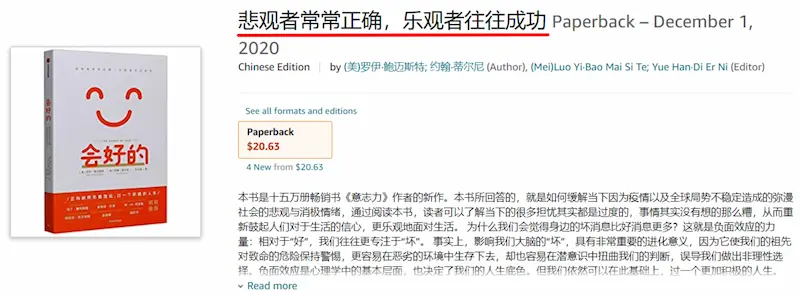 悲观者常常正确，乐观者往往成功 Paperback – December 1,
2020
Chinese Edition by (美)罗伊·鲍迈斯特; 约翰·蒂尔尼 (Author), (Mei)Luo Yi·Bao Mai Si Te; Yue Han·Di Er Ni (Editor)
See all formats and editions
Paperback
$20.63
4 New from $20.63
会好的
会好的
本书是十五万册畅销书《意志力》作者的新作。本书所回答的，就是如何缓解当下因为疫情以及全球局势不稳定造成的弥漫
社会的悲观与消极情绪，通过阅读本书，读者可以了解当下的很多担忧其实都是过度的，事情其实没有想的那么糟，从而重
新鼓起人们对于生活的信心，更乐观地面对生活。 为什么我们会觉得身边的坏消息比好消息更多？这就是负面效应的力
量：相对于“好”，我们往往更专注于“坏”。 事实上，影响我们大脑的“坏”，具有非常重要的进化意义，因为它使我们的祖先
对致命的危险保持警惕，更容易在恶劣的环境中生存下去，却也容易在潜意识中扭曲我们的判断，误导我们做出非理性选
择。负面效应是心理学中的基本层面，也决定了我们的人生底色。但我们依然可以在此基础上，过一个更加积极的人生。
Read more